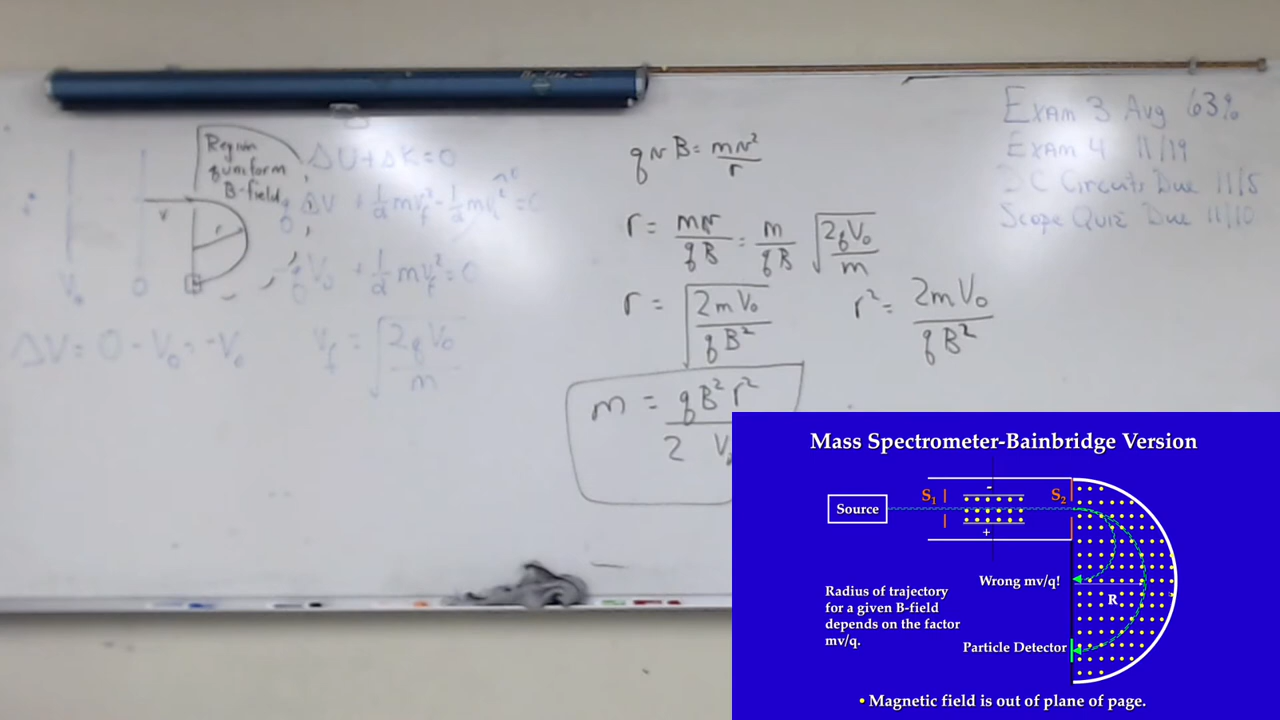 Region
q uniform
B-field
v
r
V₀
0
ΔU + ΔK = 0
q ΔV + ½mv_f² - ½mv_i² = 0
-qV₀ + ½mv_f² = 0
ΔV = 0 - V₀ = -V₀
v_f = √(2qV₀/m)
qvB = mv²/r
r = mv/qB = m/qB √(2qV₀/m)
r = √(2mV₀/qB²)
r² = 2mV₀/qB²
m = qB²r²/2V₀
Exam 3 Avg 63%
Exam 4 11/19
DC Circuits Due 11/5
Scope Quiz Due 11/10
Mass Spectrometer-Bainbridge Version
Source
S₁
-
+
S₂
Wrong mv/q!
R
Radius of trajectory
for a given B-field
depends on the factor
mv/q.
Particle Detector
• Magnetic field is out of plane of page.